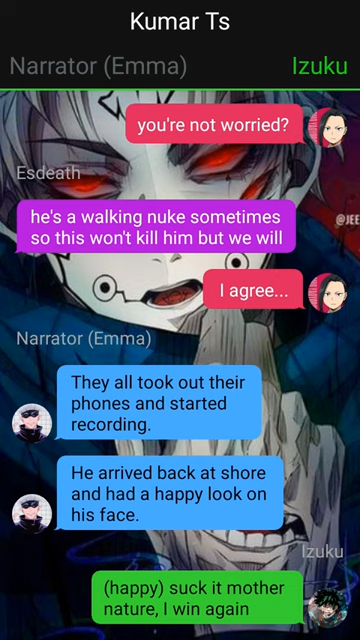 Kumar Ts
Narrator (Emma)
Izuku
you're not worried?
Esdeath
@JEE
he's a walking nuke sometimes
so this won't kill him but we will
I agree...
Narrator (Emma)
They all took out their
phones and started
recording.
He arrived back at shore
and had a happy look on
his face.
Izuku
(happy) suck it mother
nature, I win again